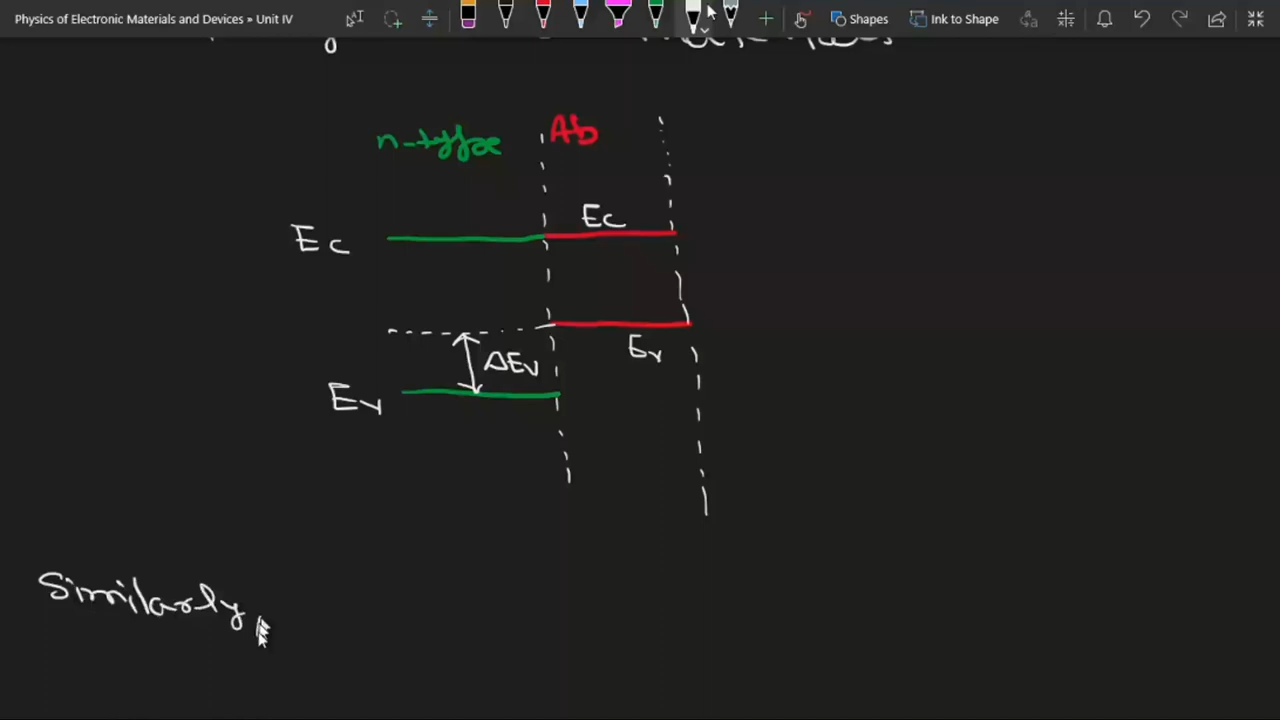 Physics of Electronic Materials and Devices » Unit IV
Shapes
Ink to Shape
n-type Ab
Ec
Ec
Ev
ΔEv
Ev
Similarly,